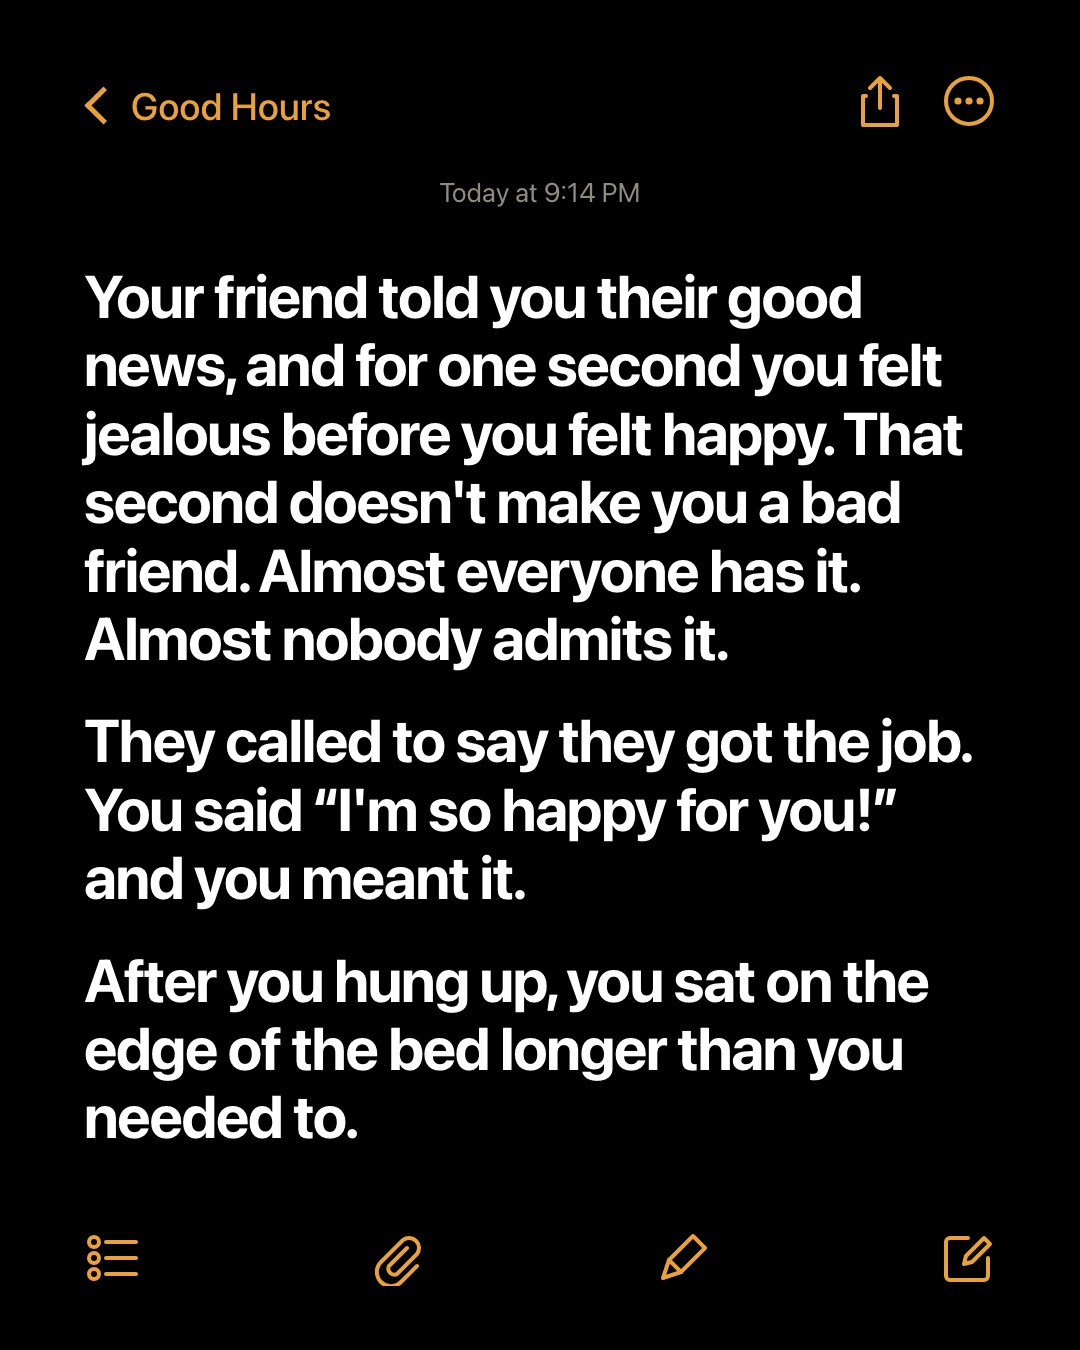 Good Hours
Today at 9:14 PM
Your friend told you their good
news, and for one second you felt
jealous before you felt happy. That
second doesn't make you a bad
friend. Almost everyone has it.
Almost nobody admits it.
They called to say they got the job.
You said “I'm so happy for you!”
and you meant it.
After you hung up, you sat on the
edge of the bed longer than you
needed to.